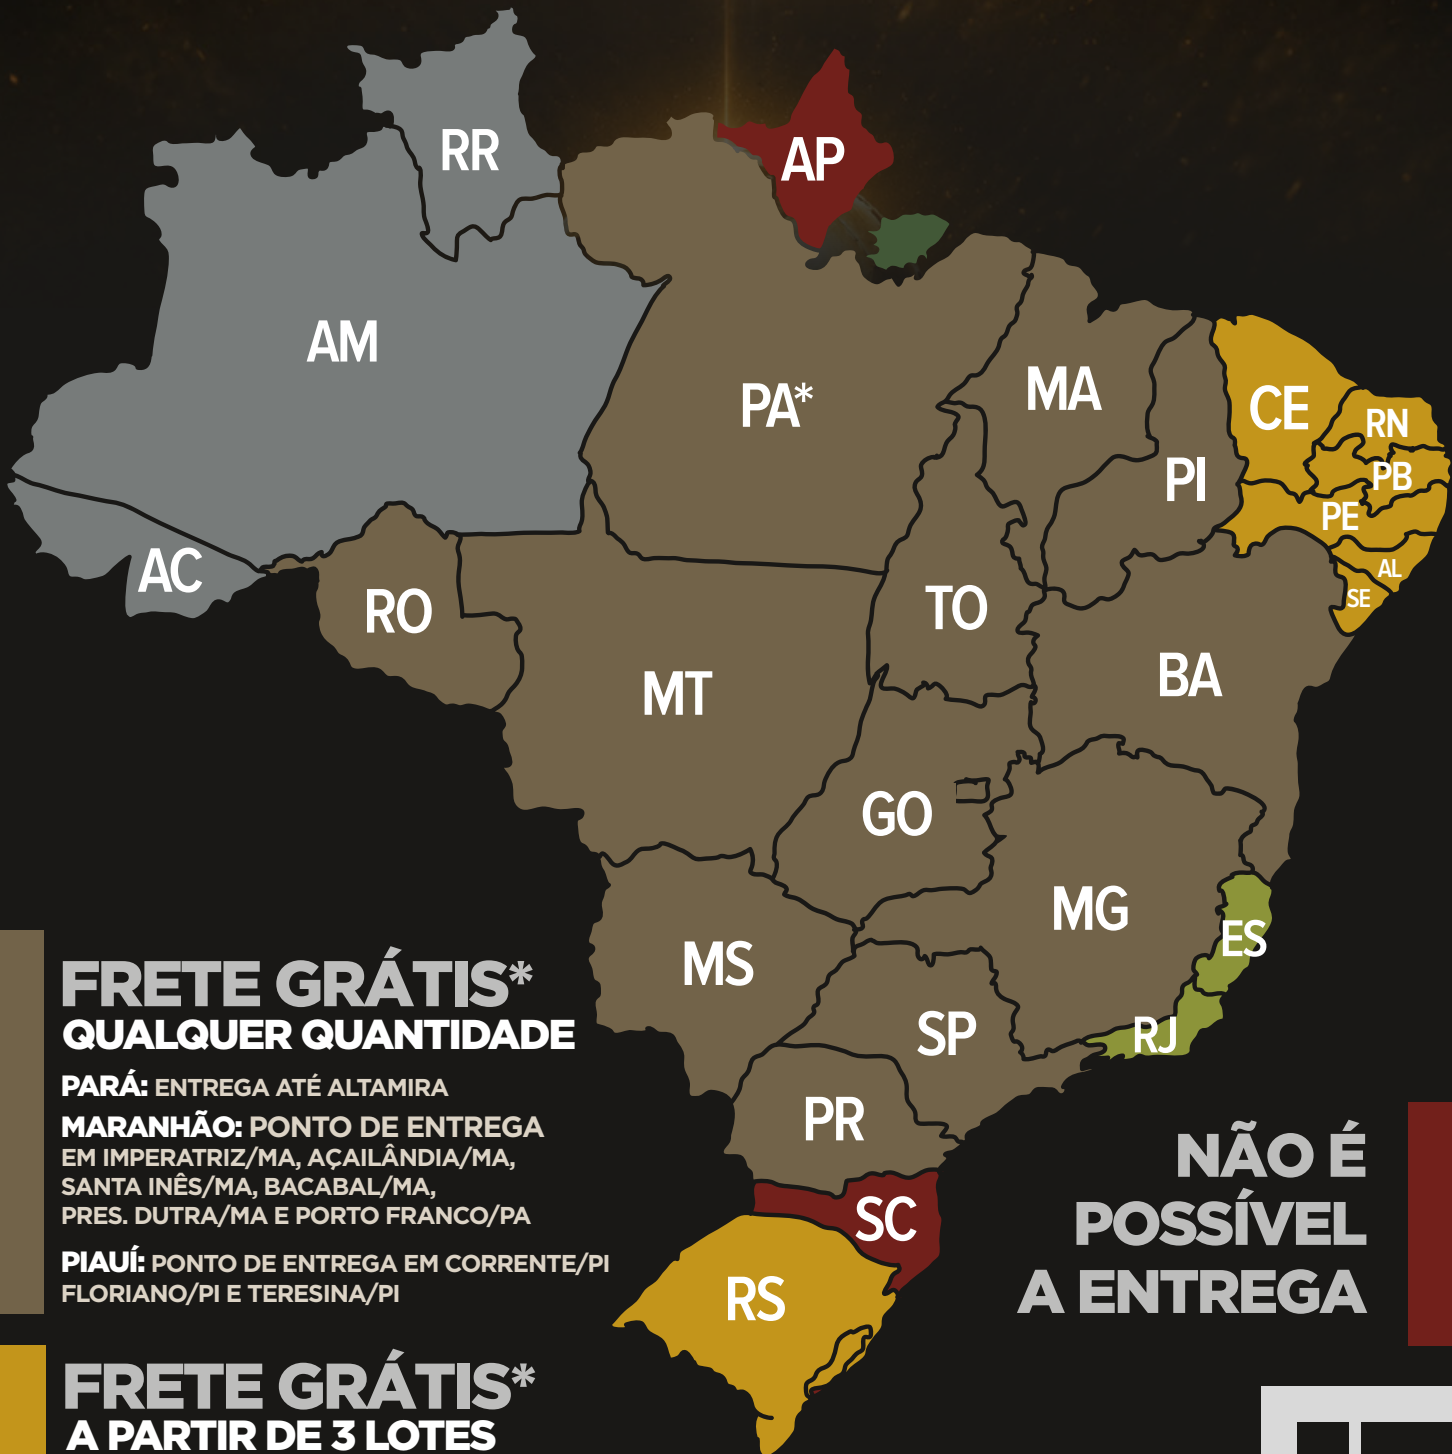 RR
AP
AM
PA*
MA
CE
RN
PI
PB
PE
AC
AL
RO
SE
TO
BA
MT
GO
MG
ES
MS
SP
RJ
PR
SC
RS
FRETE GRÁTIS*
QUALQUER QUANTIDADE
PARÁ: ENTREGA ATÉ ALTAMIRA
MARANHÃO: PONTO DE ENTREGA
EM IMPERATRIZ/MA, AÇAILÂNDIA/MA,
SANTA INÊS/MA, BACABAL/MA,
PRES. DUTRA/MA E PORTO FRANCO/PA
PIAUÍ: PONTO DE ENTREGA EM CORRENTE/PI
FLORIANO/PI E TERESINA/PI
FRETE GRÁTIS*
A PARTIR DE 3 LOTES
NÃO É
POSSÍVEL
A ENTREGA